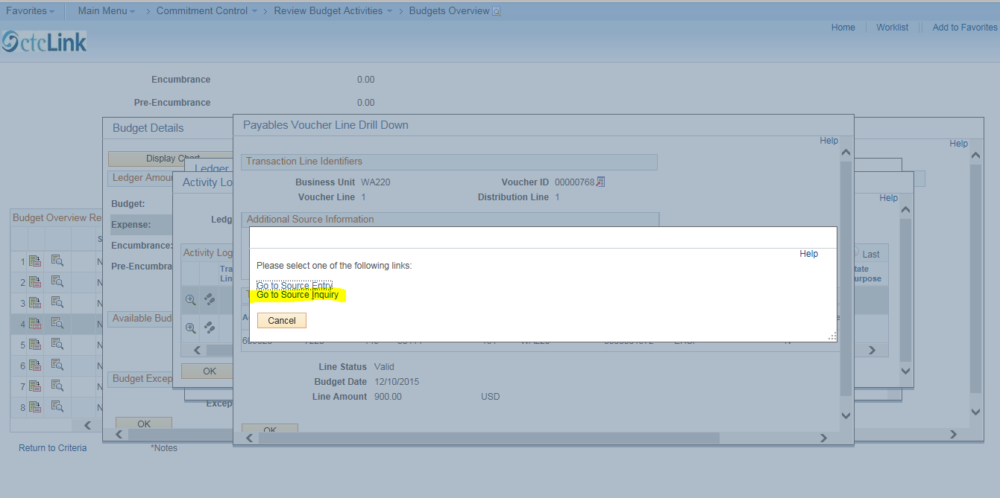 Favorites Main Menu > Commitment Control > Review Budget Activities > Budgets Overview
Home Worklist Add to Favorites
ctcLink
Encumbrance 0.00
Pre-Encumbrance 0.00
Budget Details
Payables Voucher Line Drill Down
Help
Help
Display Chart
Transaction Line Identifiers
Ledger
Ledger Amou
Activity Lo
Business Unit WA220 Voucher ID 00000768
Voucher Line 1 Distribution Line 1
Help
Budget:
Budget Overview Re
Expense:
Ledg
Additional Source Information
Encumbrance:
Activity Log
Last
Pre-Encumbra
Tra
Lin
tate
urpose
Help
Please select one of the following links:
Go to Source Entry
Go to Source Inquiry
Cancel
1 N
2 N
3 N
4 N
5 N
6 N
7 N
8 N
Available Bud
OK
Line Status Valid
Budget Excep
Budget Date 12/10/2015
Excep
Line Amount 900.00 USD
OK
OK
Return to Criteria *Notes